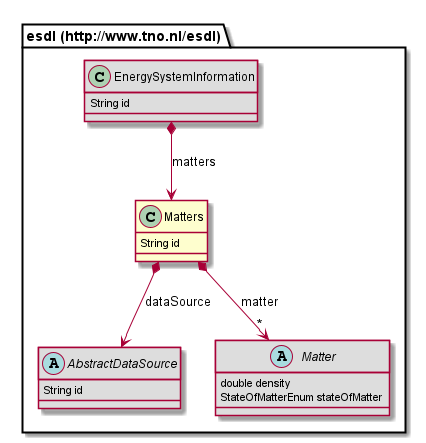 esdl (http://www.tno.nl/esdl)
C EnergySystemInformation
String id
matters
C Matters
String id
dataSource
matter
*
A AbstractDataSource
String id
A Matter
double density
StateOfMatterEnum stateOfMatter